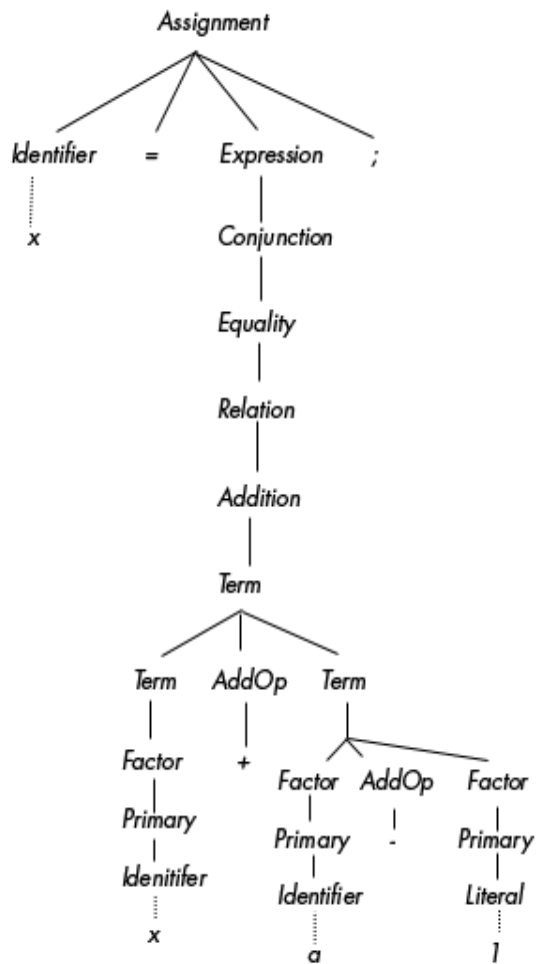 Assignment
Identifier = Expression ;
x Conjunction
Equality
Relation
Addition
Term
Term AddOp Term
Factor + Factor AddOp Factor
Primary Primary - Primary
Idenitifer Identifier Literal
x a 1